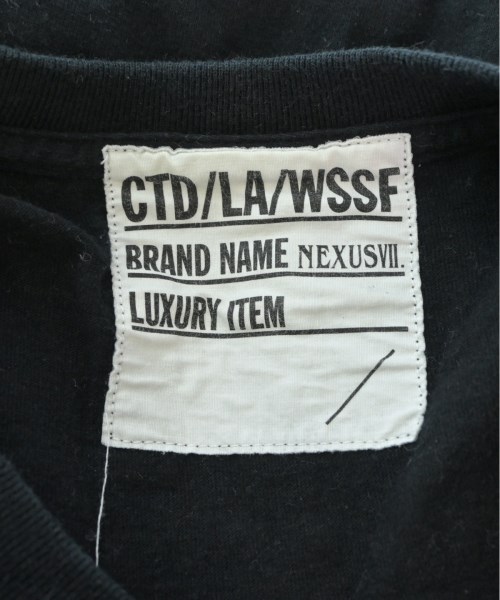 CTD/LA/WSSF
BRAND NAME NEXUSVII.
LUXURY ITEM
/